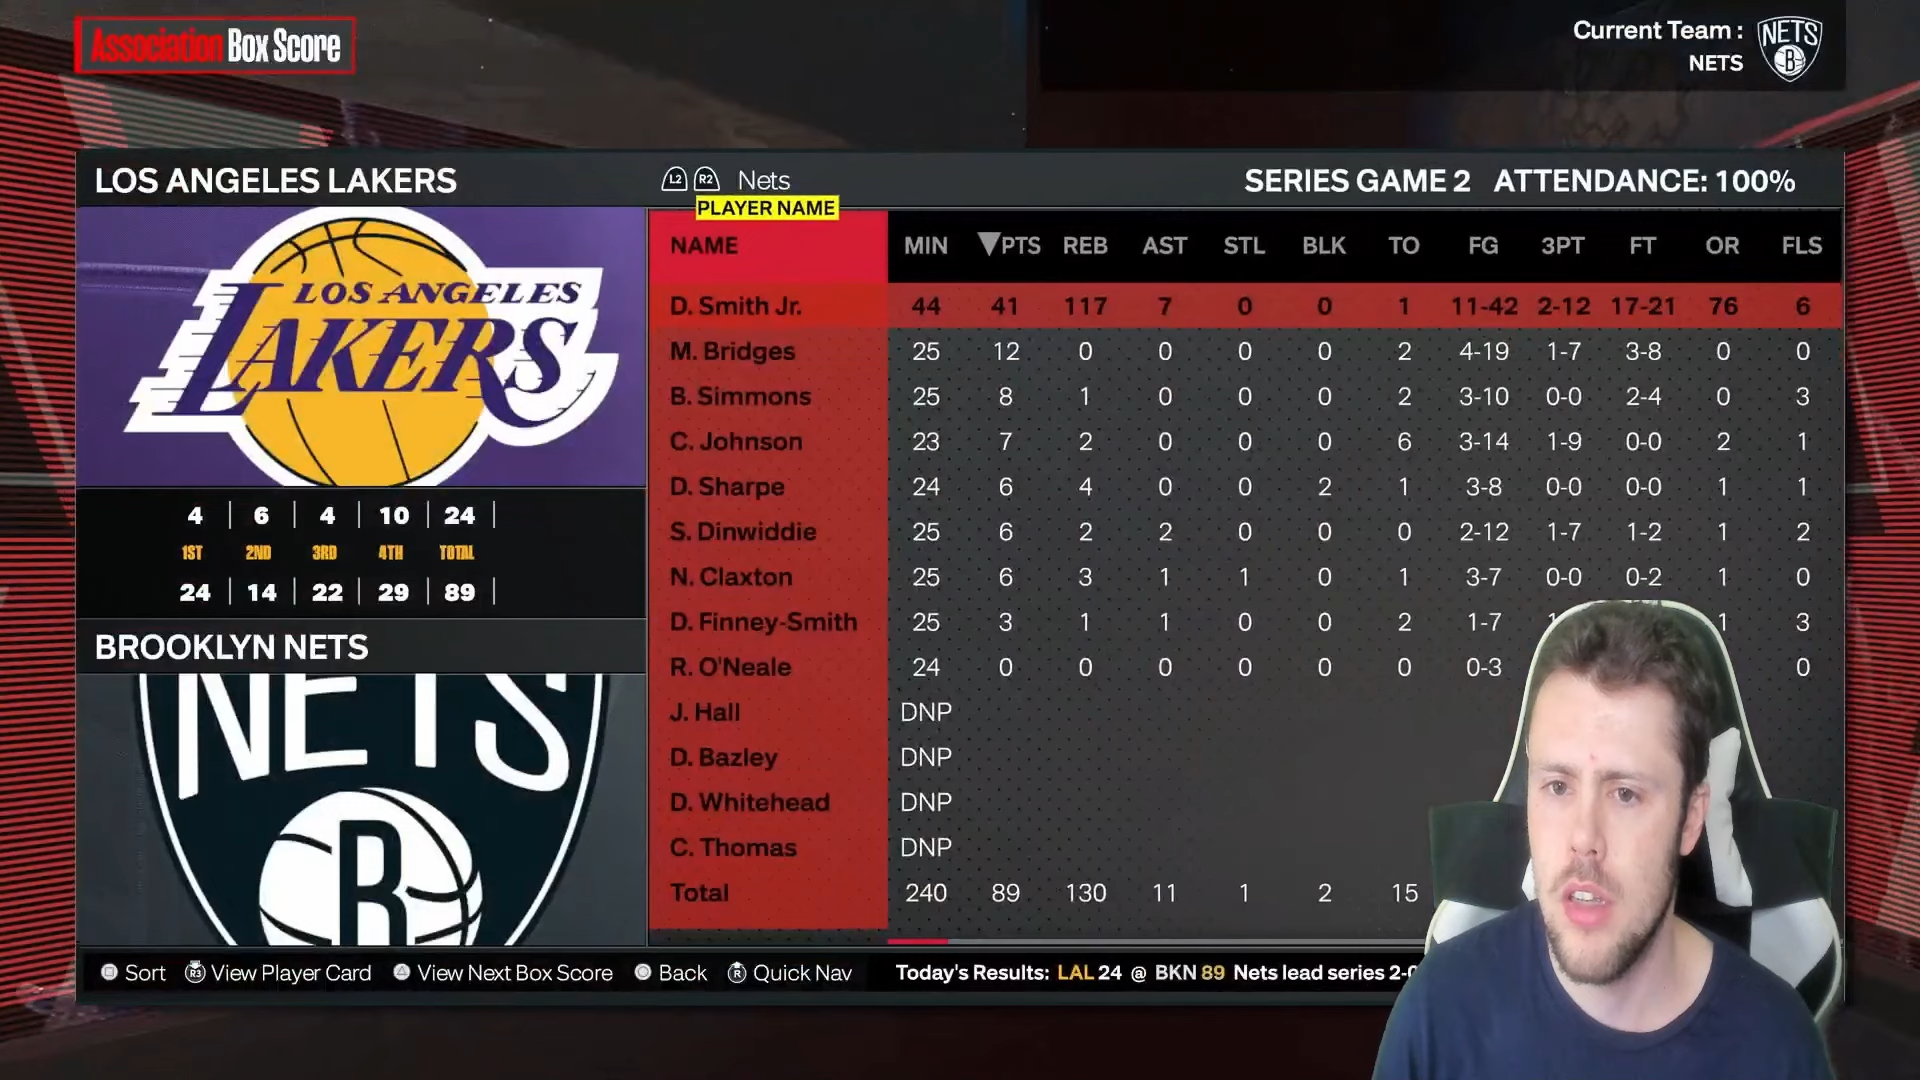 Association Box Score
Current Team :
NETS
NETS
B
LOS ANGELES LAKERS
L2 R2 Nets
SERIES GAME 2 ATTENDANCE: 100%
PLAYER NAME
NAME MIN ▼PTS REB AST STL BLK TO FG 3PT FT OR FLS
D. Smith Jr. 44 41 117 7 0 0 1 11-42 2-12 17-21 76 6
M. Bridges 25 12 0 0 0 0 2 4-19 1-7 3-8 0 0
B. Simmons 25 8 1 0 0 0 2 3-10 0-0 2-4 0 3
C. Johnson 23 7 2 0 0 0 6 3-14 1-9 0-0 2 1
D. Sharpe 24 6 4 0 0 2 1 3-8 0-0 0-0 1 1
S. Dinwiddie 25 6 2 2 0 0 0 2-12 1-7 1-2 1 2
N. Claxton 25 6 3 1 1 0 1 3-7 0-0 0-2 1 0
D. Finney-Smith 25 3 1 1 0 0 2 1-7 1 3
R. O'Neale 24 0 0 0 0 0 0 0-3 0
J. Hall DNP
D. Bazley DNP
D. Whitehead DNP
C. Thomas DNP
Total 240 89 130 11 1 2 15
LOS ANGELES
LAKERS
4 6 4 10 24
1ST 2ND 3RD 4TH TOTAL
24 14 22 29 89
BROOKLYN NETS
NETS
B
Sort R3 View Player Card View Next Box Score Back R Quick Nav
Today's Results: LAL 24 @ BKN 89 Nets lead series 2-0